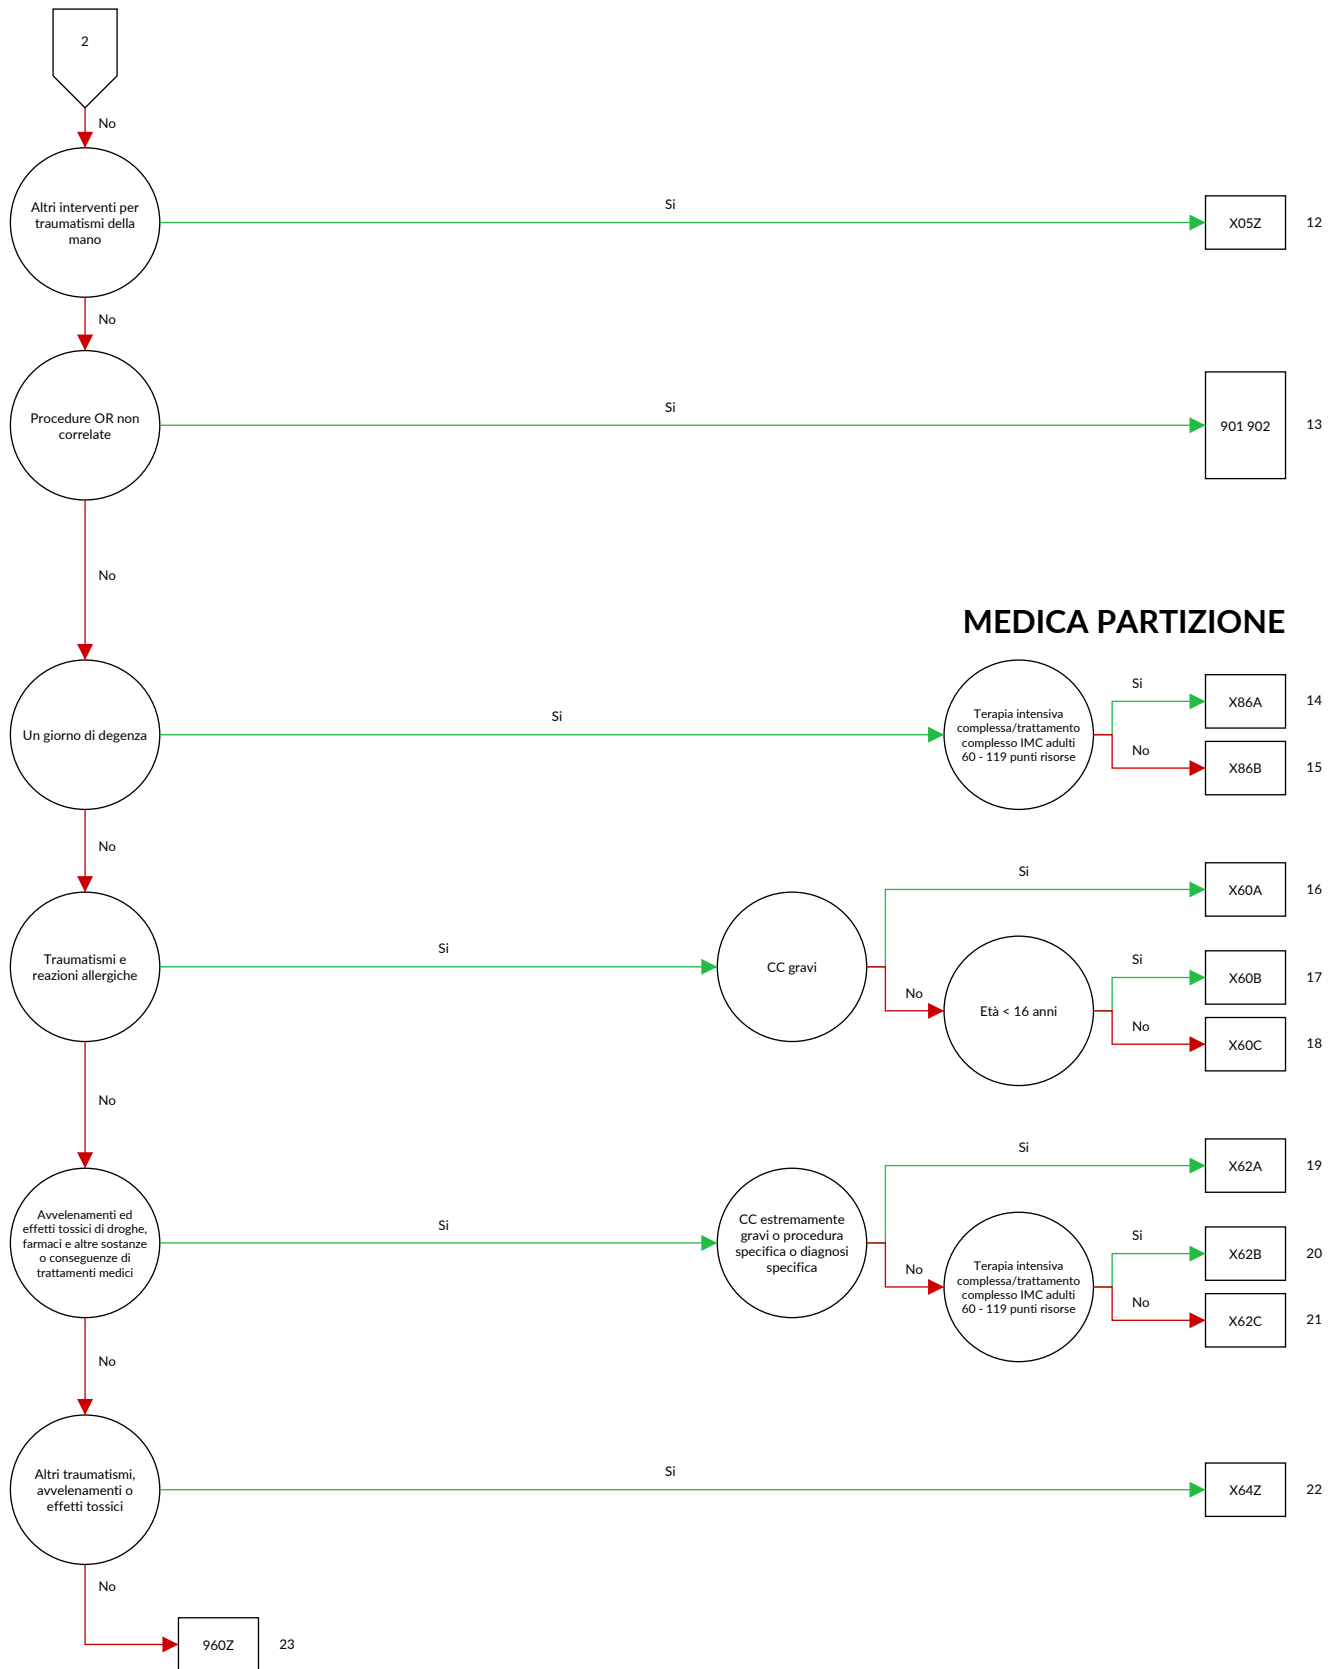 2
No
Altri interventi per
traumatismi della
mano
Si
X05Z
12
No
Procedure OR non
correlate
Si
901 902
13
No
MEDICA PARTIZIONE
Un giorno di degenza
Si
Terapia intensiva
complessa/trattamento
complesso IMC adulti
60 - 119 punti risorse
Si
X86A
14
No
X86B
15
No
Traumatismi e
reazioni allergiche
Si
CC gravi
Si
X60A
16
No
Età < 16 anni
Si
X60B
17
No
X60C
18
No
Avvelenamenti ed
effetti tossici di droghe,
farmaci e altre sostanze
o conseguenze di
trattamenti medici
Si
CC estremamente
gravi o procedura
specifica o diagnosi
specifica
Si
X62A
19
No
Terapia intensiva
complessa/trattamento
complesso IMC adulti
60 - 119 punti risorse
Si
X62B
20
No
X62C
21
No
Altri traumatismi,
avvelenamenti o
effetti tossici
Si
X64Z
22
No
960Z
23